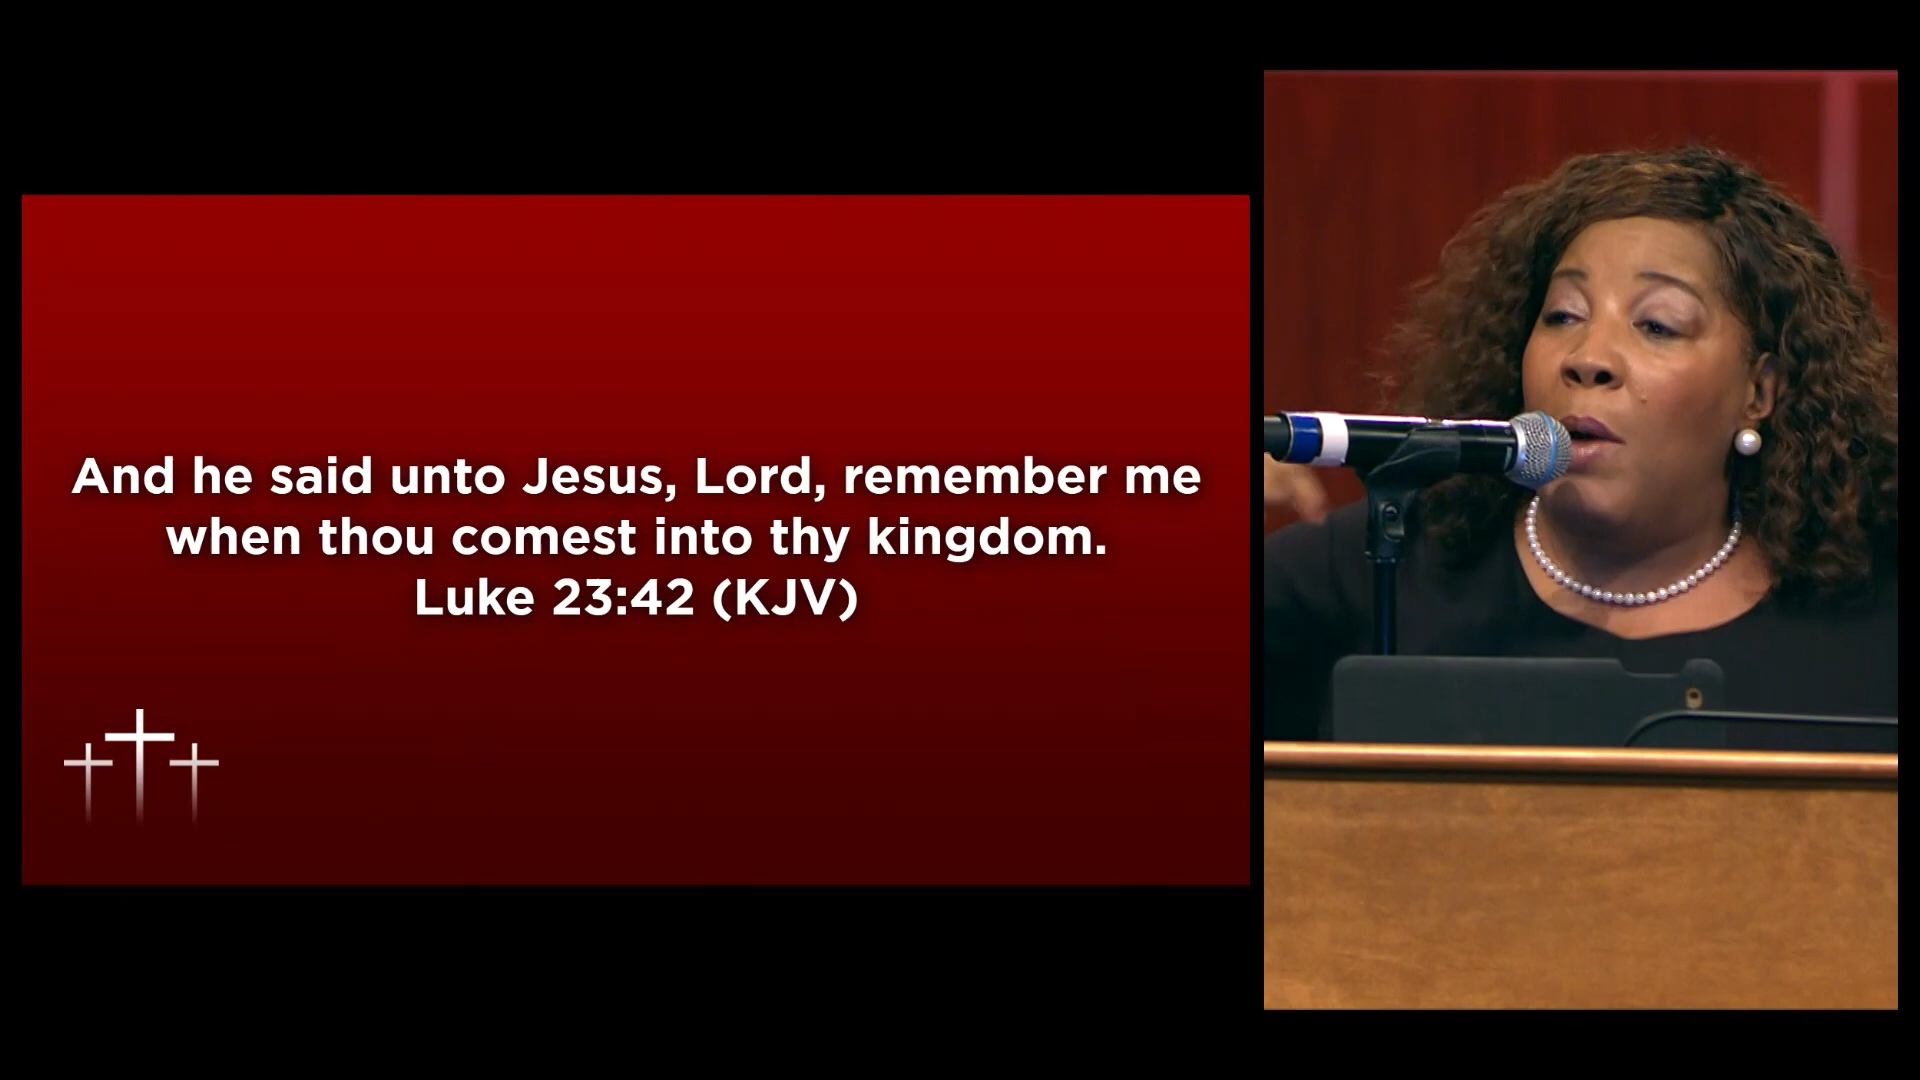 And he said unto Jesus, Lord, remember me
when thou comest into thy kingdom.
Luke 23:42 (KJV)